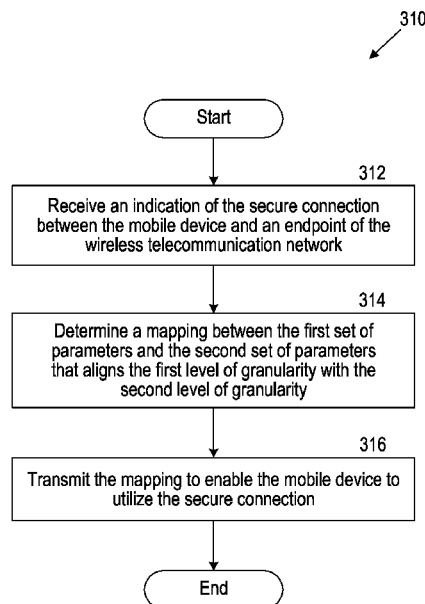 310
Start
312
Receive an indication of the secure connection
between the mobile device and an endpoint of the
wireless telecommunication network
314
Determine a mapping between the first set of
parameters and the second set of parameters
that aligns the first level of granularity with the
second level of granularity
316
Transmit the mapping to enable the mobile device to
utilize the secure connection
End